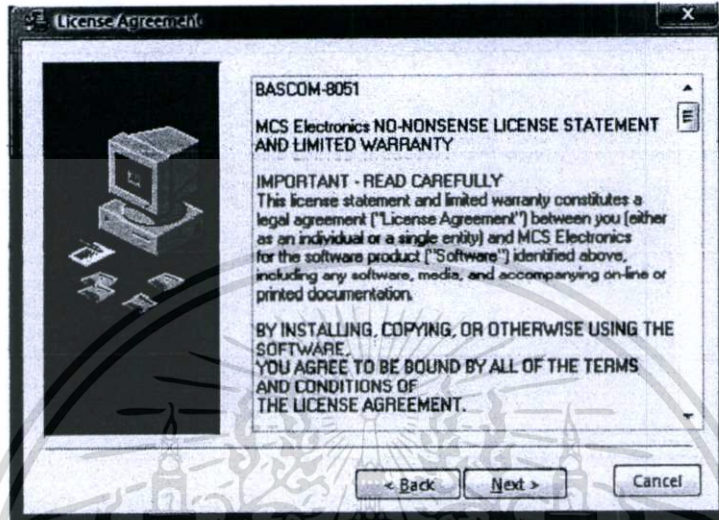 License Agreement
BASCOM-8051
MCS Electronics NO-NONSENSE LICENSE STATEMENT
AND LIMITED WARRANTY
IMPORTANT - READ CAREFULLY
This license statement and limited warranty constitutes a
legal agreement ("License Agreement") between you (either
as an individual or a single entity) and MCS Electronics
for the software product ("Software") identified above,
including any software, media, and accompanying on-line or
printed documentation.
BY INSTALLING, COPYING, OR OTHERWISE USING THE
SOFTWARE,
YOU AGREE TO BE BOUND BY ALL OF THE TERMS
AND CONDITIONS OF
THE LICENSE AGREEMENT.
< Back
Next >
Cancel